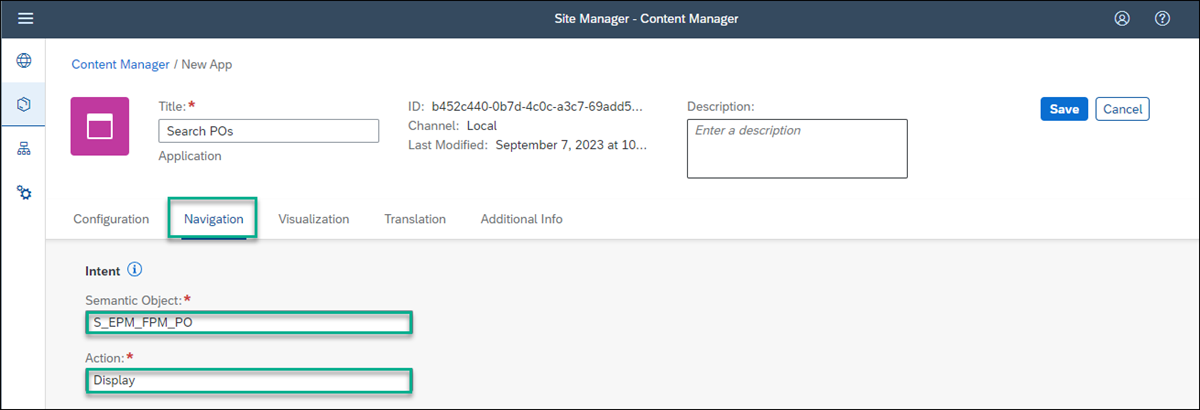 Site Manager - Content Manager
Content Manager / New App
Title:*
Search POs
Application
ID: b452c440-0b7d-4c0c-a3c7-69add5...
Channel: Local
Last Modified: September 7, 2023 at 10...
Description:
Enter a description
Save
Cancel
Configuration
Navigation
Visualization
Translation
Additional Info
Intent
Semantic Object:*
S_EPM_FPM_PO
Action:*
Display